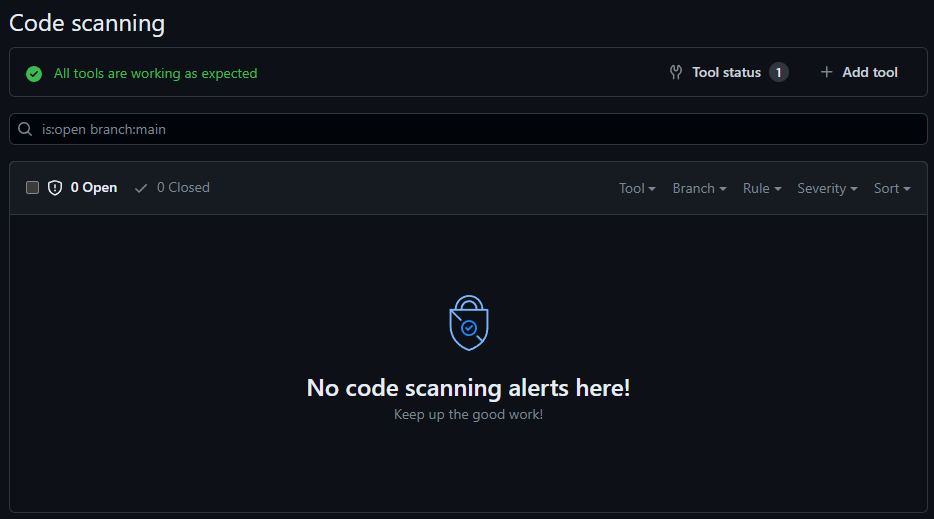 Code scanning
All tools are working as expected Tool status 1 Add tool
is:open branch:main
0 Open 0 Closed Tool Branch Rule Severity Sort
No code scanning alerts here!
Keep up the good work!